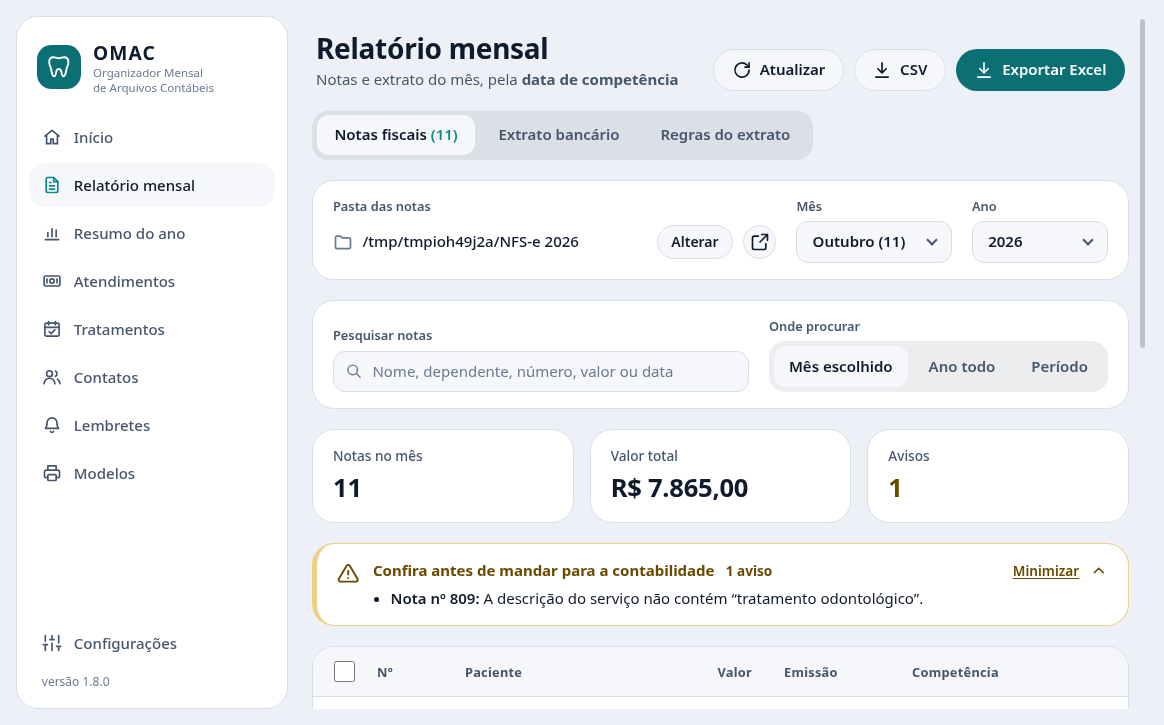 OMAC
Organizador Mensal
de Arquivos Contábeis
Início
Relatório mensal
Resumo do ano
Atendimentos
Tratamentos
Contatos
Lembretes
Modelos
Configurações
versão 1.8.0
Relatório mensal
Notas e extrato do mês, pela data de competência
Atualizar
CSV
Exportar Excel
Notas fiscais (11)
Extrato bancário
Regras do extrato
Pasta das notas
/tmp/tmpioh49j2a/NFS-e 2026
Alterar
Mês
Outubro (11)
Ano
2026
Pesquisar notas
Nome, dependente, número, valor ou data
Onde procurar
Mês escolhido
Ano todo
Período
Notas no mês
11
Valor total
R$ 7.865,00
Avisos
1
Confira antes de mandar para a contabilidade 1 aviso
Minimizar
• Nota nº 809: A descrição do serviço não contém “tratamento odontológico”.
Nº
Paciente
Valor
Emissão
Competência